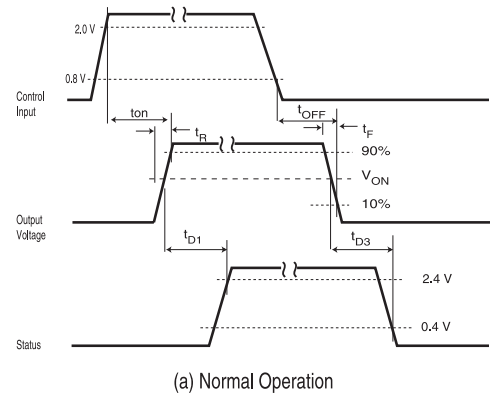 2.0 V
0.8 V
Control
Input
ton
tOFF
tR
tF
90%
VON
10%
Output
Voltage
tD1
tD3
2.4 V
0.4 V
Status
(a) Normal Operation